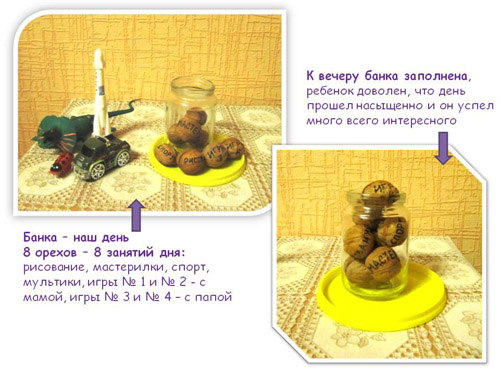 К вечеру банка заполнена,
ребенок доволен, что день
прошел насыщенно и он успел
много всего интересного
Банка – наш день
8 орехов – 8 занятий дня:
рисование, мастерилки, спорт,
мультики, игры № 1 и № 2 - с
мамой, игры № 3 и № 4 – с папой